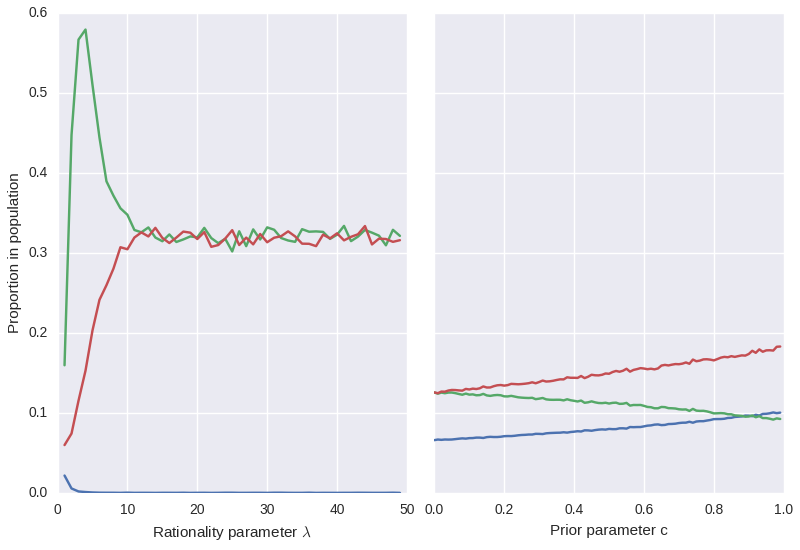 0.6
0.5
0.4
0.3
0.2
0.1
0.0
Proportion in population
0 10 20 30 40 50
Rationality parameter λ
0.0 0.2 0.4 0.6 0.8 1.0
Prior parameter c